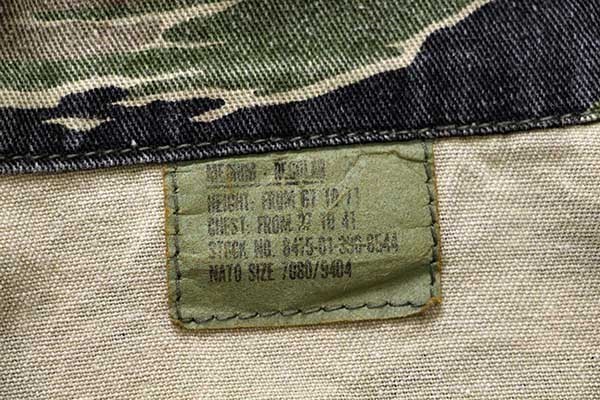 MEDIUM - REGULAR
HEIGHT: FROM 67 TO 71
CHEST: FROM 37 TO 41
STOCK NO. 8415-01-390-8544
NATO SIZE 7080/9404